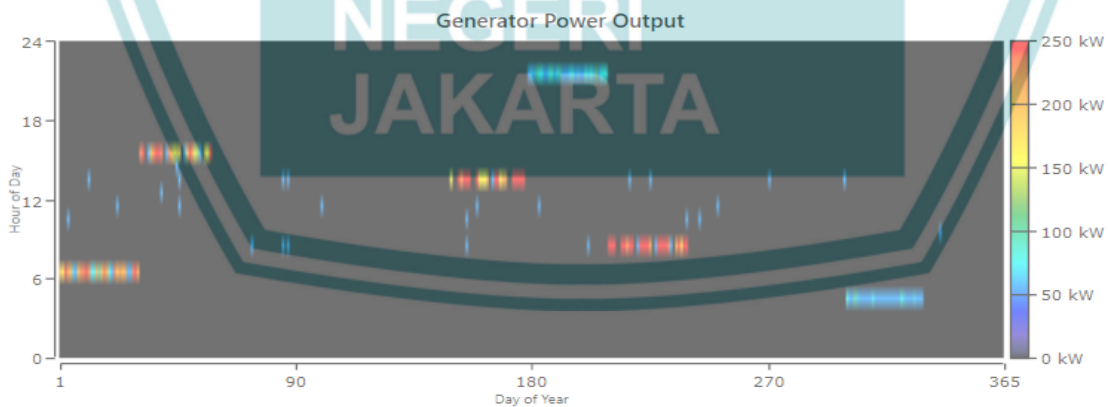 NEGERI
JAKARTA
Generator Power Output
24
18
12
6
0
Hour of Day
1
90
180
270
365
Day of Year
250 kW
200 kW
150 kW
100 kW
50 kW
0 kW